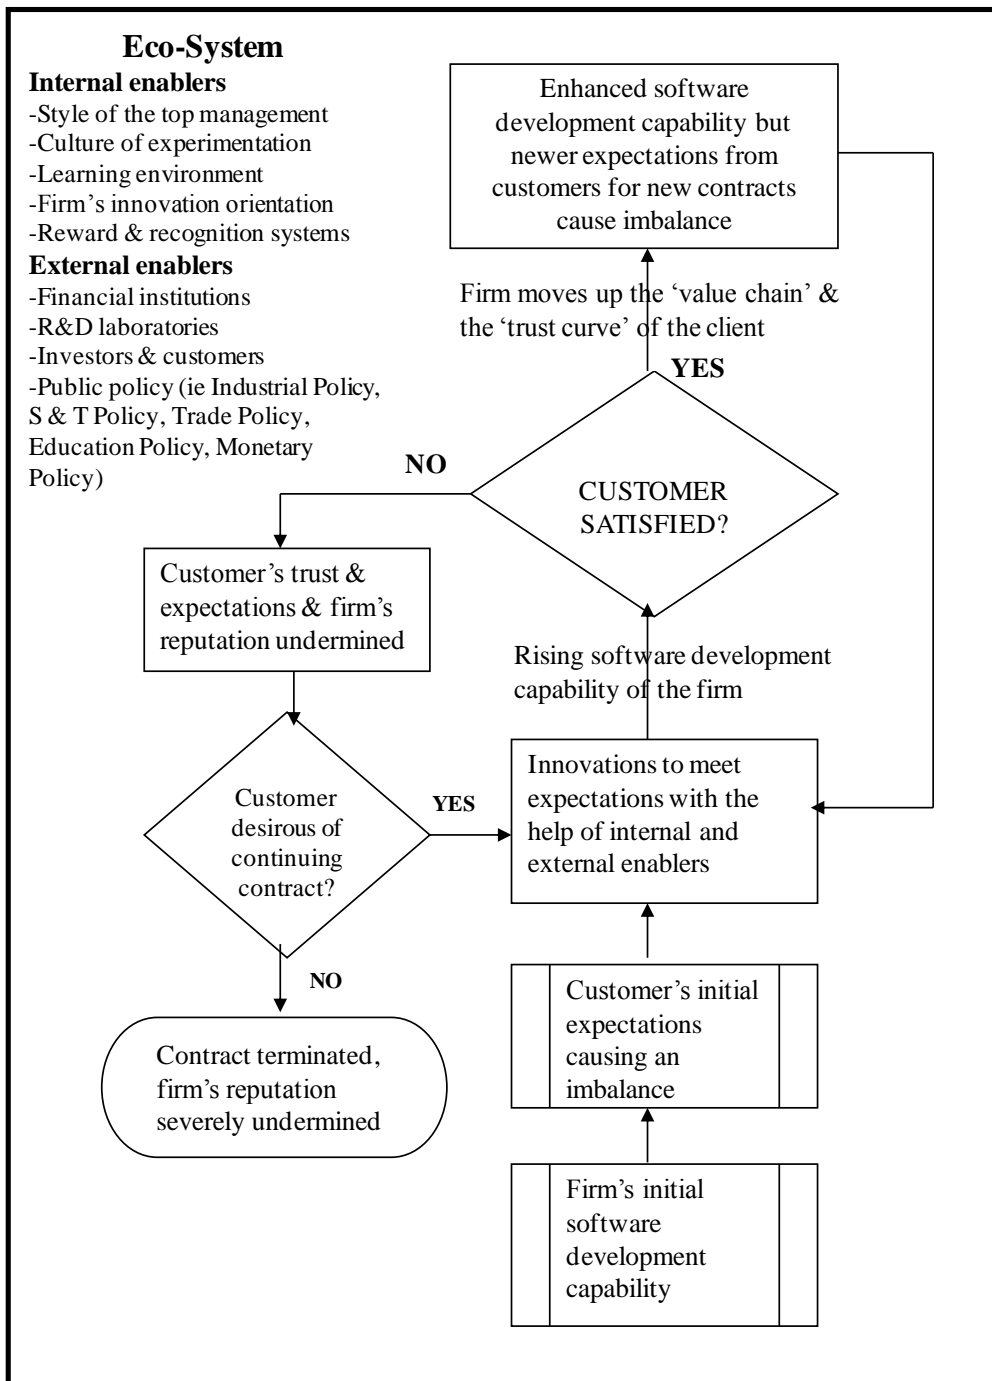 Eco-System
Internal enablers
-Style of the top management
-Culture of experimentation
-Learning environment
-Firm’s innovation orientation
-Reward & recognition systems
External enablers
-Financial institutions
-R&D laboratories
-Investors & customers
-Public policy (ie Industrial Policy,
S & T Policy, Trade Policy,
Education Policy, Monetary
Policy)
Enhanced software
development capability but
newer expectations from
customers for new contracts
cause imbalance
Firm moves up the ‘value chain’ &
the ‘trust curve’ of the client
YES
NO
CUSTOMER
SATISFIED?
Customer’s trust &
expectations & firm’s
reputation undermined
Rising software development
capability of the firm
Customer
desirous of
continuing
contract?
YES
Innovations to meet
expectations with the
help of internal and
external enablers
NO
Contract terminated,
firm’s reputation
severely undermined
Customer’s initial
expectations
causing an
imbalance
Firm’s initial
software
development
capability